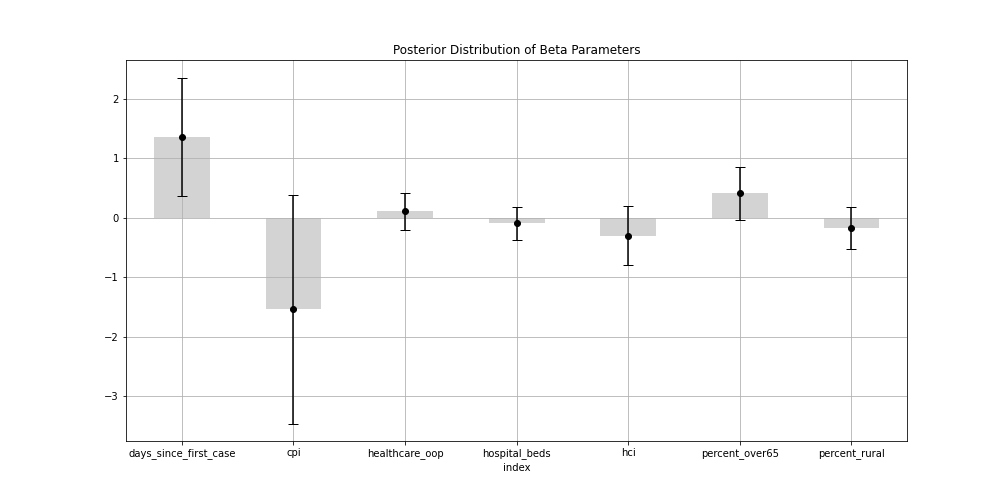 Posterior Distribution of Beta Parameters
2
1
0
−1
−2
−3
days_since_first_case cpi healthcare_oop hospital_beds hci percent_over65 percent_rural
index